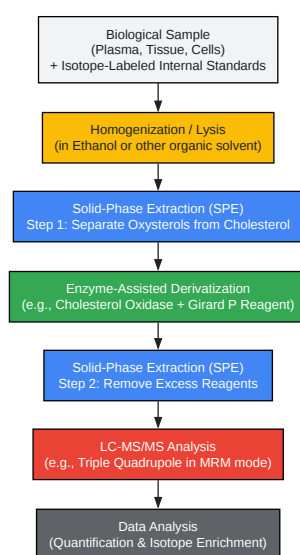 Biological Sample
(Plasma, Tissue, Cells)
+ Isotope-Labeled Internal Standards
Homogenization / Lysis
(in Ethanol or other organic solvent)
Solid-Phase Extraction (SPE)
Step 1: Separate Oxysterols from Cholesterol
Enzyme-Assisted Derivatization
(e.g., Cholesterol Oxidase + Girard P Reagent)
Solid-Phase Extraction (SPE)
Step 2: Remove Excess Reagents
LC-MS/MS Analysis
(e.g., Triple Quadrupole in MRM mode)
Data Analysis
(Quantification & Isotope Enrichment)